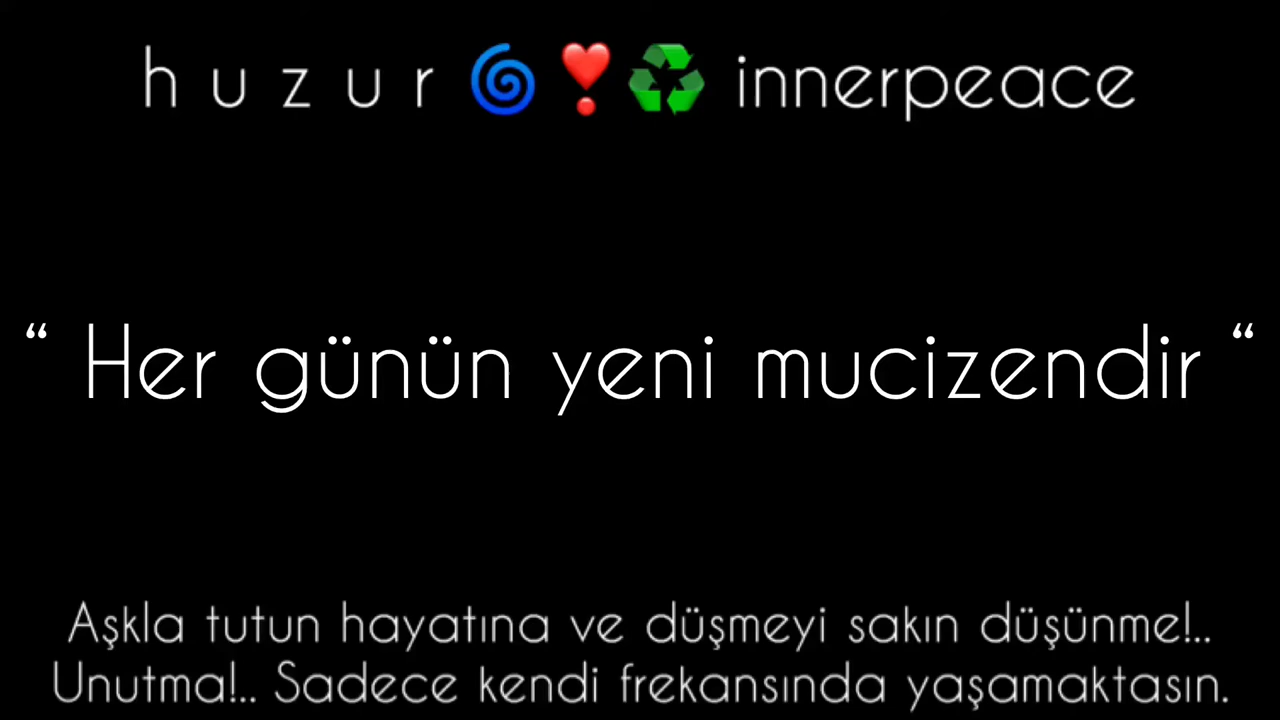 h u z u r 🌀❣️♻️ innerpeace
“ Her günün yeni mucizendir “
Aşkla tutun hayatına ve düşmeyi sakın düşünme!..
Unutma!.. Sadece kendi frekansında yaşamaktasın.